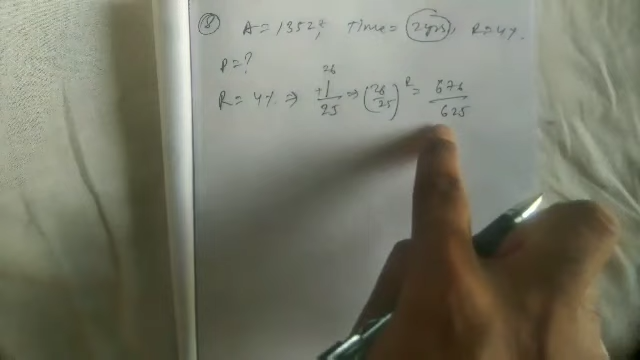 8 A = 1352₹, Time = 2yrs, R = 4%.
P = ?
R = 4% ⇒ +1/25 26 ⇒ (26/25)² = 676/625